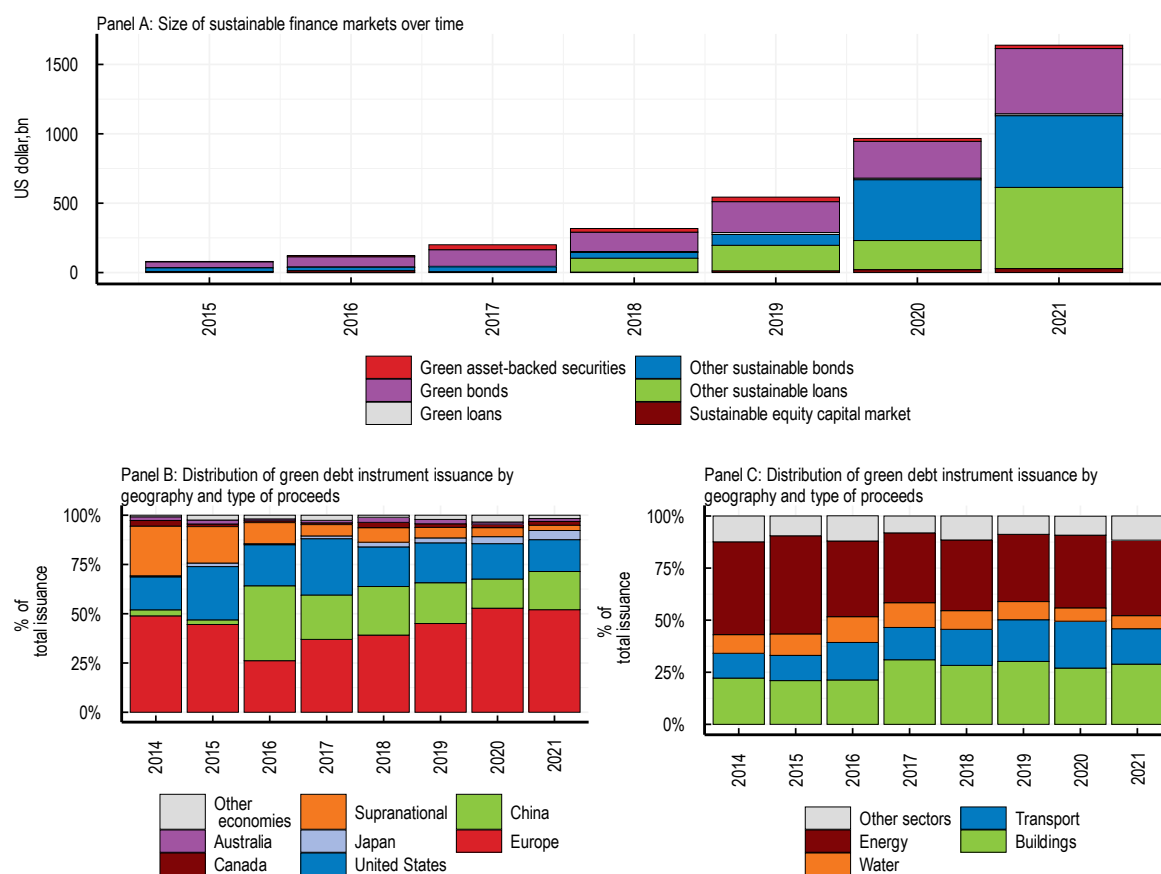 Panel A: Size of sustainable finance markets over time
US dollar,bn
1500
1000
500
0
2015
2016
2017
2018
2019
2020
2021
Green asset-backed securities
Green bonds
Green loans
Other sustainable bonds
Other sustainable loans
Sustainable equity capital market
Panel B: Distribution of green debt instrument issuance by
geography and type of proceeds
% of
total issuance
100%
75%
50%
25%
0%
2014
2015
2016
2017
2018
2019
2020
2021
Other
economies
Australia
Canada
Supranational
Japan
United States
China
Europe
Panel C: Distribution of green debt instrument issuance by
geography and type of proceeds
% of
total issuance
100%
75%
50%
25%
0%
2014
2015
2016
2017
2018
2019
2020
2021
Other sectors
Energy
Water
Transport
Buildings